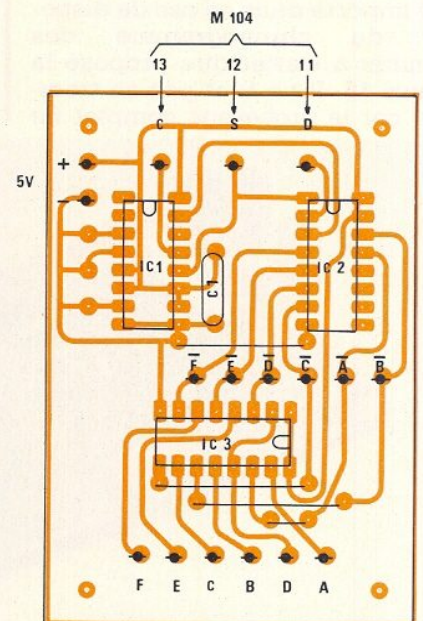 M 104
13 12 11
C S D
+
5V
−
IC1 C1 IC 2
F̅ E̅ D̅ C̅ A̅ B̅
IC 3
F E C B D A